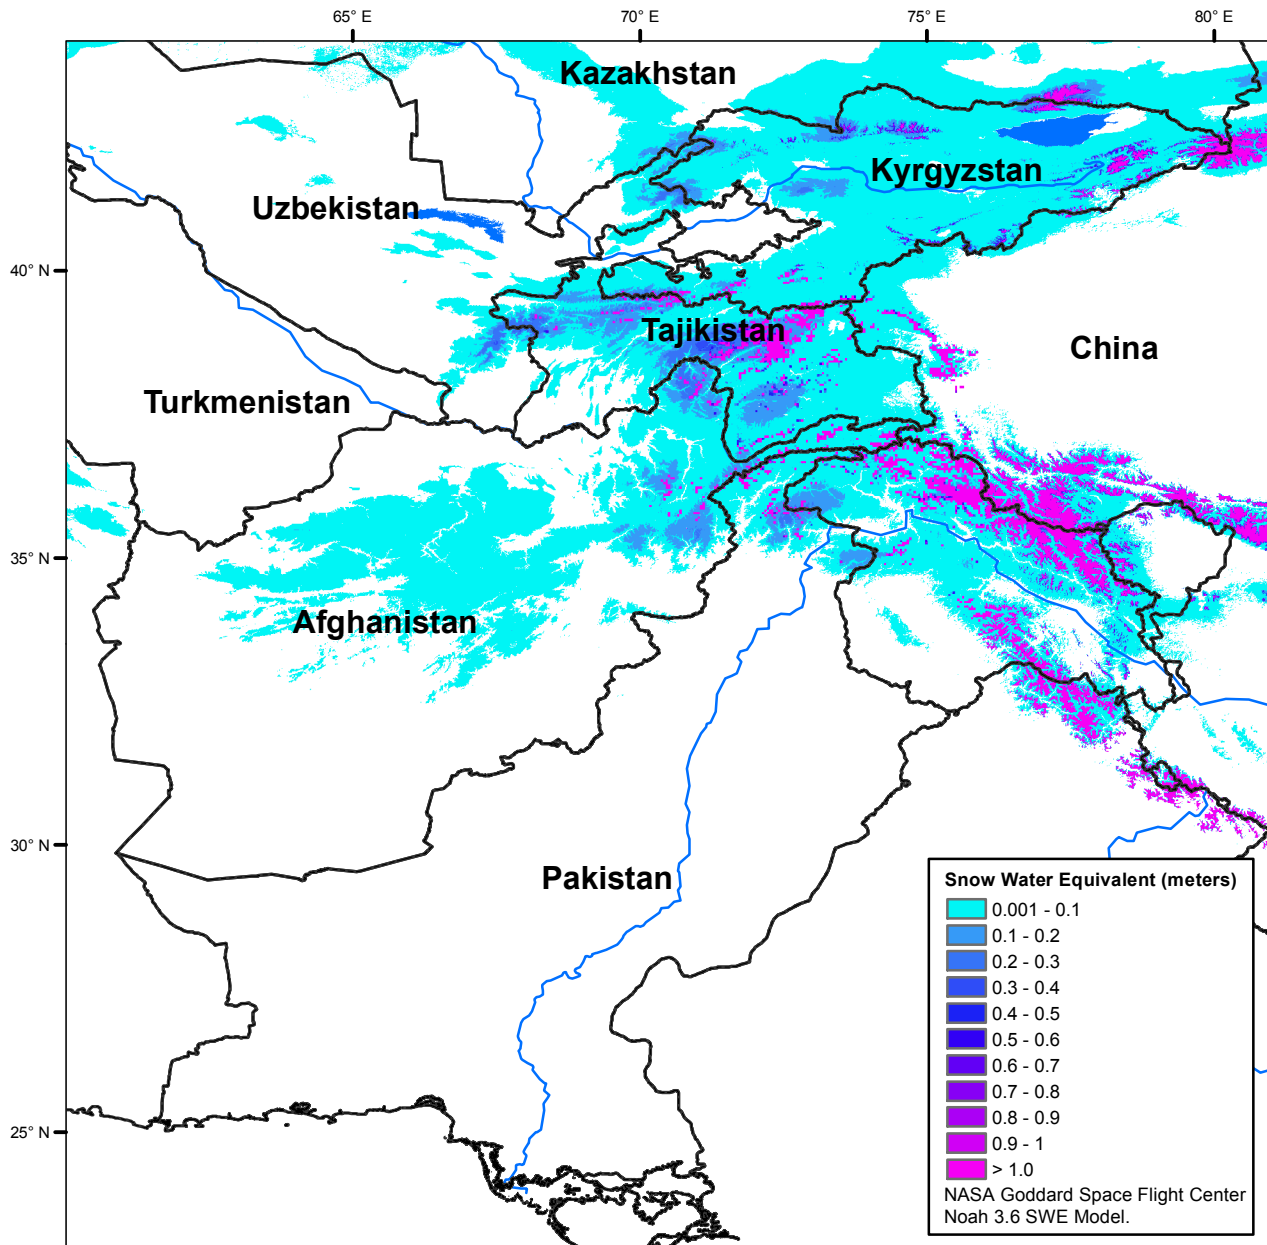 65° E 70° E 75° E 80° E
Kazakhstan
Kyrgyzstan
Uzbekistan
40° N
Tajikistan
China
Turkmenistan
35° N
Afghanistan
30° N
Pakistan
Snow Water Equivalent (meters)
0.001 - 0.1
0.1 - 0.2
0.2 - 0.3
0.3 - 0.4
0.4 - 0.5
0.5 - 0.6
0.6 - 0.7
0.7 - 0.8
0.8 - 0.9
0.9 - 1
> 1.0
25° N
NASA Goddard Space Flight Center
Noah 3.6 SWE Model.